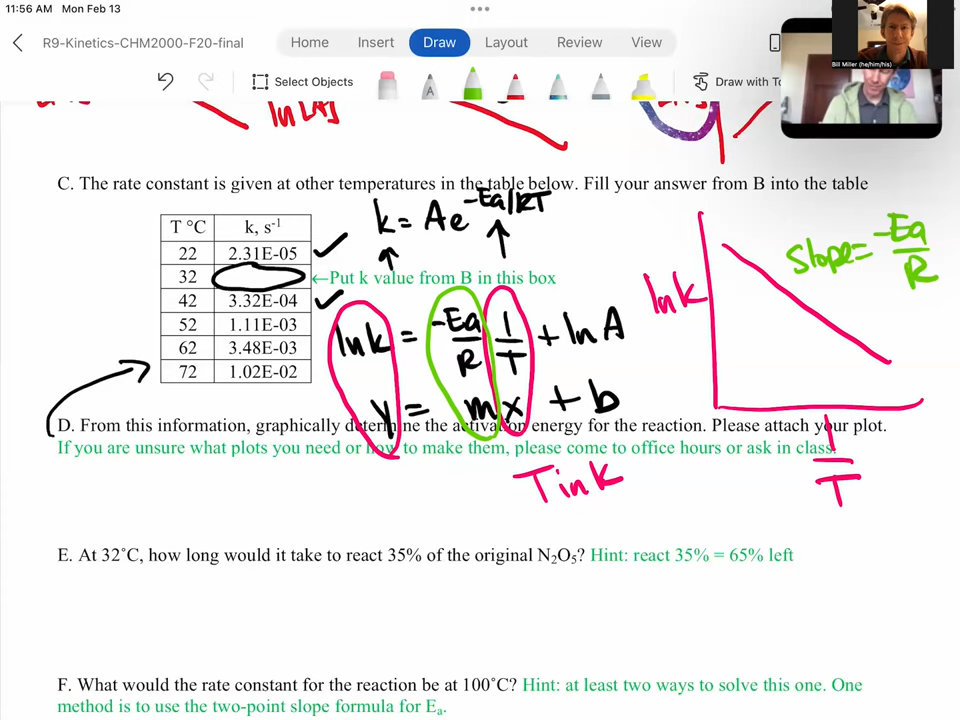 11:56 AM Mon Feb 13
R9-Kinetics-CHM2000-F20-final
Home Insert Draw Layout Review View
Select Objects
A
Draw with To
Bill Miller (he/him/his)
ln [A]
C. The rate constant is given at other temperatures in the table below. Fill your answer from B into the table
k = Ae^-Ea/RT
T °C k, s⁻¹
22 2.31E-05
32
←Put k value from B in this box
42 3.32E-04
52 1.11E-03
62 3.48E-03
72 1.02E-02
ln k = -Ea/R 1/T + ln A
y = mx + b
ln k
Slope = -Ea/R
1/T
D. From this information, graphically determine the activation energy for the reaction. Please attach your plot.
If you are unsure what plots you need or how to make them, please come to office hours or ask in class.
T in K
E. At 32˚C, how long would it take to react 35% of the original N₂O₅? Hint: react 35% = 65% left
F. What would the rate constant for the reaction be at 100˚C? Hint: at least two ways to solve this one. One
method is to use the two-point slope formula for Eₐ.